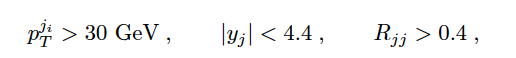 p_T^{j_i} > 30 GeV ,   |y_j| < 4.4 ,   R_{jj} > 0.4 ,